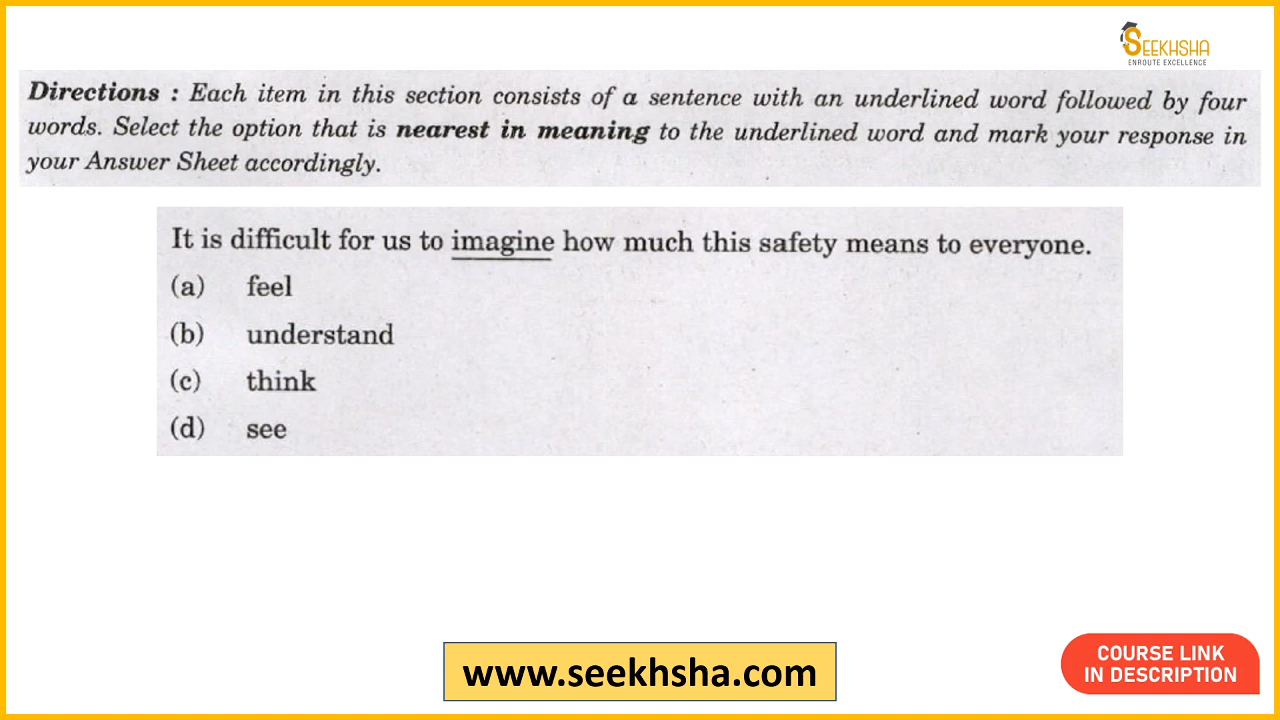 SEEKHSHA
ENROUTE EXCELLENCE
Directions : Each item in this section consists of a sentence with an underlined word followed by four
words. Select the option that is nearest in meaning to the underlined word and mark your response in
your Answer Sheet accordingly.
It is difficult for us to imagine how much this safety means to everyone.
(a) feel
(b) understand
(c) think
(d) see
www.seekhsha.com
COURSE LINK
IN DESCRIPTION